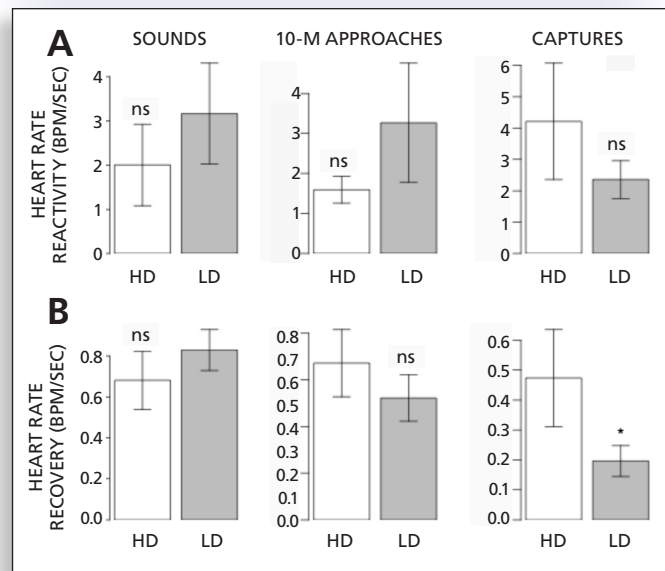 A
SOUNDS
10-M APPROACHES
CAPTURES
HEART RATE
REACTIVITY (BPM/SEC)
4
3
2
1
0
ns
HD
LD
4
3
2
1
0
ns
HD
LD
6
5
4
3
2
1
0
ns
HD
LD
B
HEART RATE
RECOVERY (BPM/SEC)
0.8
0.6
0.4
0.2
0.0
ns
HD
LD
0.8
0.7
0.6
0.5
0.4
0.3
0.2
0.1
0.0
ns
HD
LD
0.6
0.5
0.4
0.3
0.2
0.1
0.0
*
HD
LD